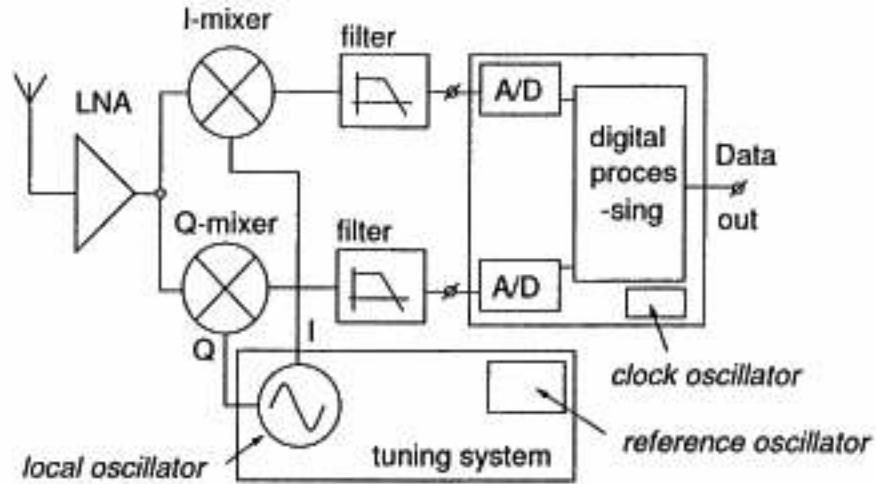 I-mixer
filter
LNA
A/D
digital
proces
-sing
Data
out
Q-mixer
filter
A/D
Q
I
clock oscillator
reference oscillator
tuning system
local oscillator